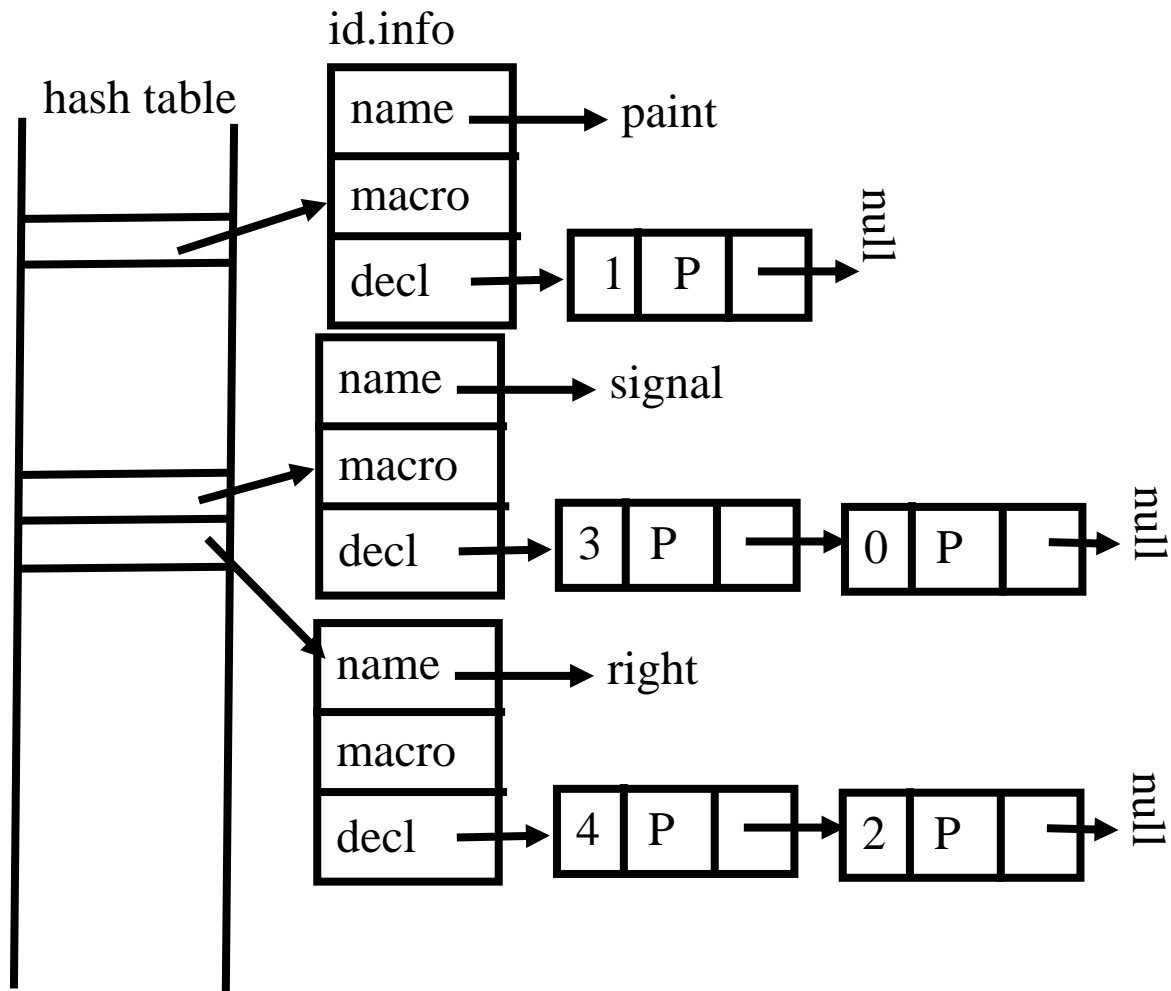 id.info
hash table
name
paint
macro
null
decl
1
P
name
signal
macro
null
decl
3
P
0
P
name
right
macro
null
decl
4
P
2
P